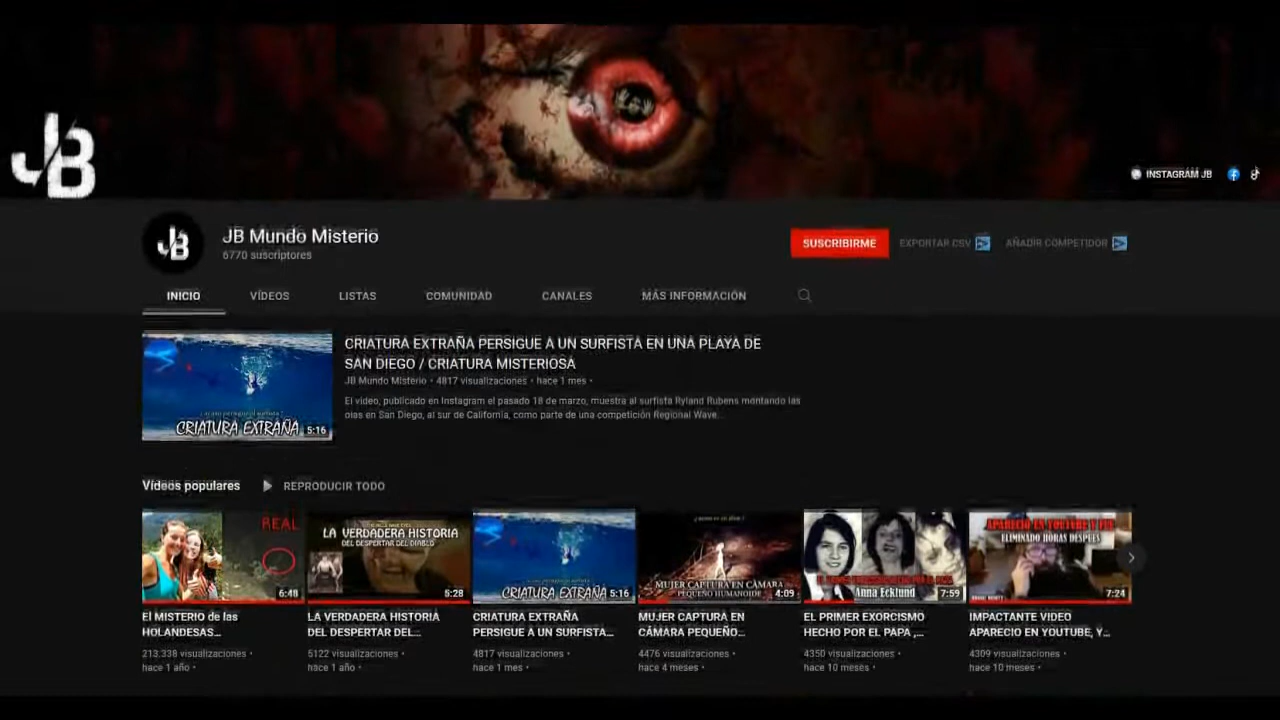 JB
INSTAGRAM JB
JB
JB Mundo Misterio
6770 suscriptores
SUSCRIBIRME
EXPORTAR CSV
AÑADIR COMPETIDOR
INICIO
VÍDEOS
LISTAS
COMUNIDAD
CANALES
MÁS INFORMACIÓN
CRIATURA EXTRAÑA
5:16
CRIATURA EXTRAÑA PERSIGUE A UN SURFISTA EN UNA PLAYA DE
SAN DIEGO / CRIATURA MISTERIOSA
JB Mundo Misterio • 4817 visualizaciones • hace 1 mes •
El video, publicado en Instagram el pasado 18 de marzo, muestra al surfista Ryland Rubens montando las
olas en San Diego, al sur de California, como parte de una competición Regional Wave...
Vídeos populares
REPRODUCIR TODO
REAL
6:48
El MISTERIO de las
HOLANDESAS...
213.338 visualizaciones •
hace 1 año •
LA VERDADERA HISTORIA
DEL DESPERTAR DEL DIABLO
5:28
LA VERDADERA HISTORIA
DEL DESPERTAR DEL...
5122 visualizaciones •
hace 1 año •
CRIATURA EXTRAÑA
5:16
CRIATURA EXTRAÑA
PERSIGUE A UN SURFISTA...
4817 visualizaciones •
hace 1 mes •
MUJER CAPTURA EN CÁMARA
PEQUEÑO HUMANOIDE
4:09
MUJER CAPTURA EN
CÁMARA PEQUEÑO...
4476 visualizaciones •
hace 4 meses •
Anna Ecklund
7:59
EL PRIMER EXORCISMO
HECHO POR EL PAPA ,...
4350 visualizaciones •
hace 10 meses •
APARECIO EN YOUTUBE Y FUE
ELIMINADO HORAS DESPUES
7:24
IMPACTANTE VIDEO
APARECIO EN YOUTUBE, Y...
4309 visualizaciones •
hace 10 meses •